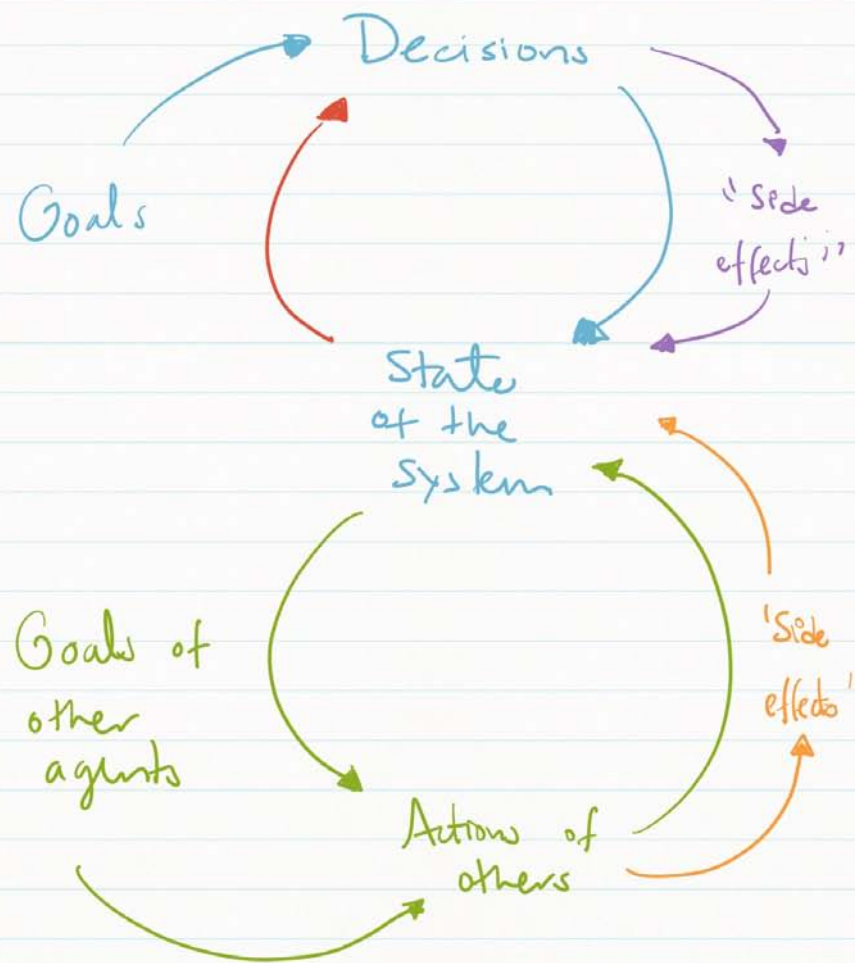 Decisions
Goals
"Side
effects"
State
of the
system
Goals of
other
agents
'Side
effects'
Actions of
others